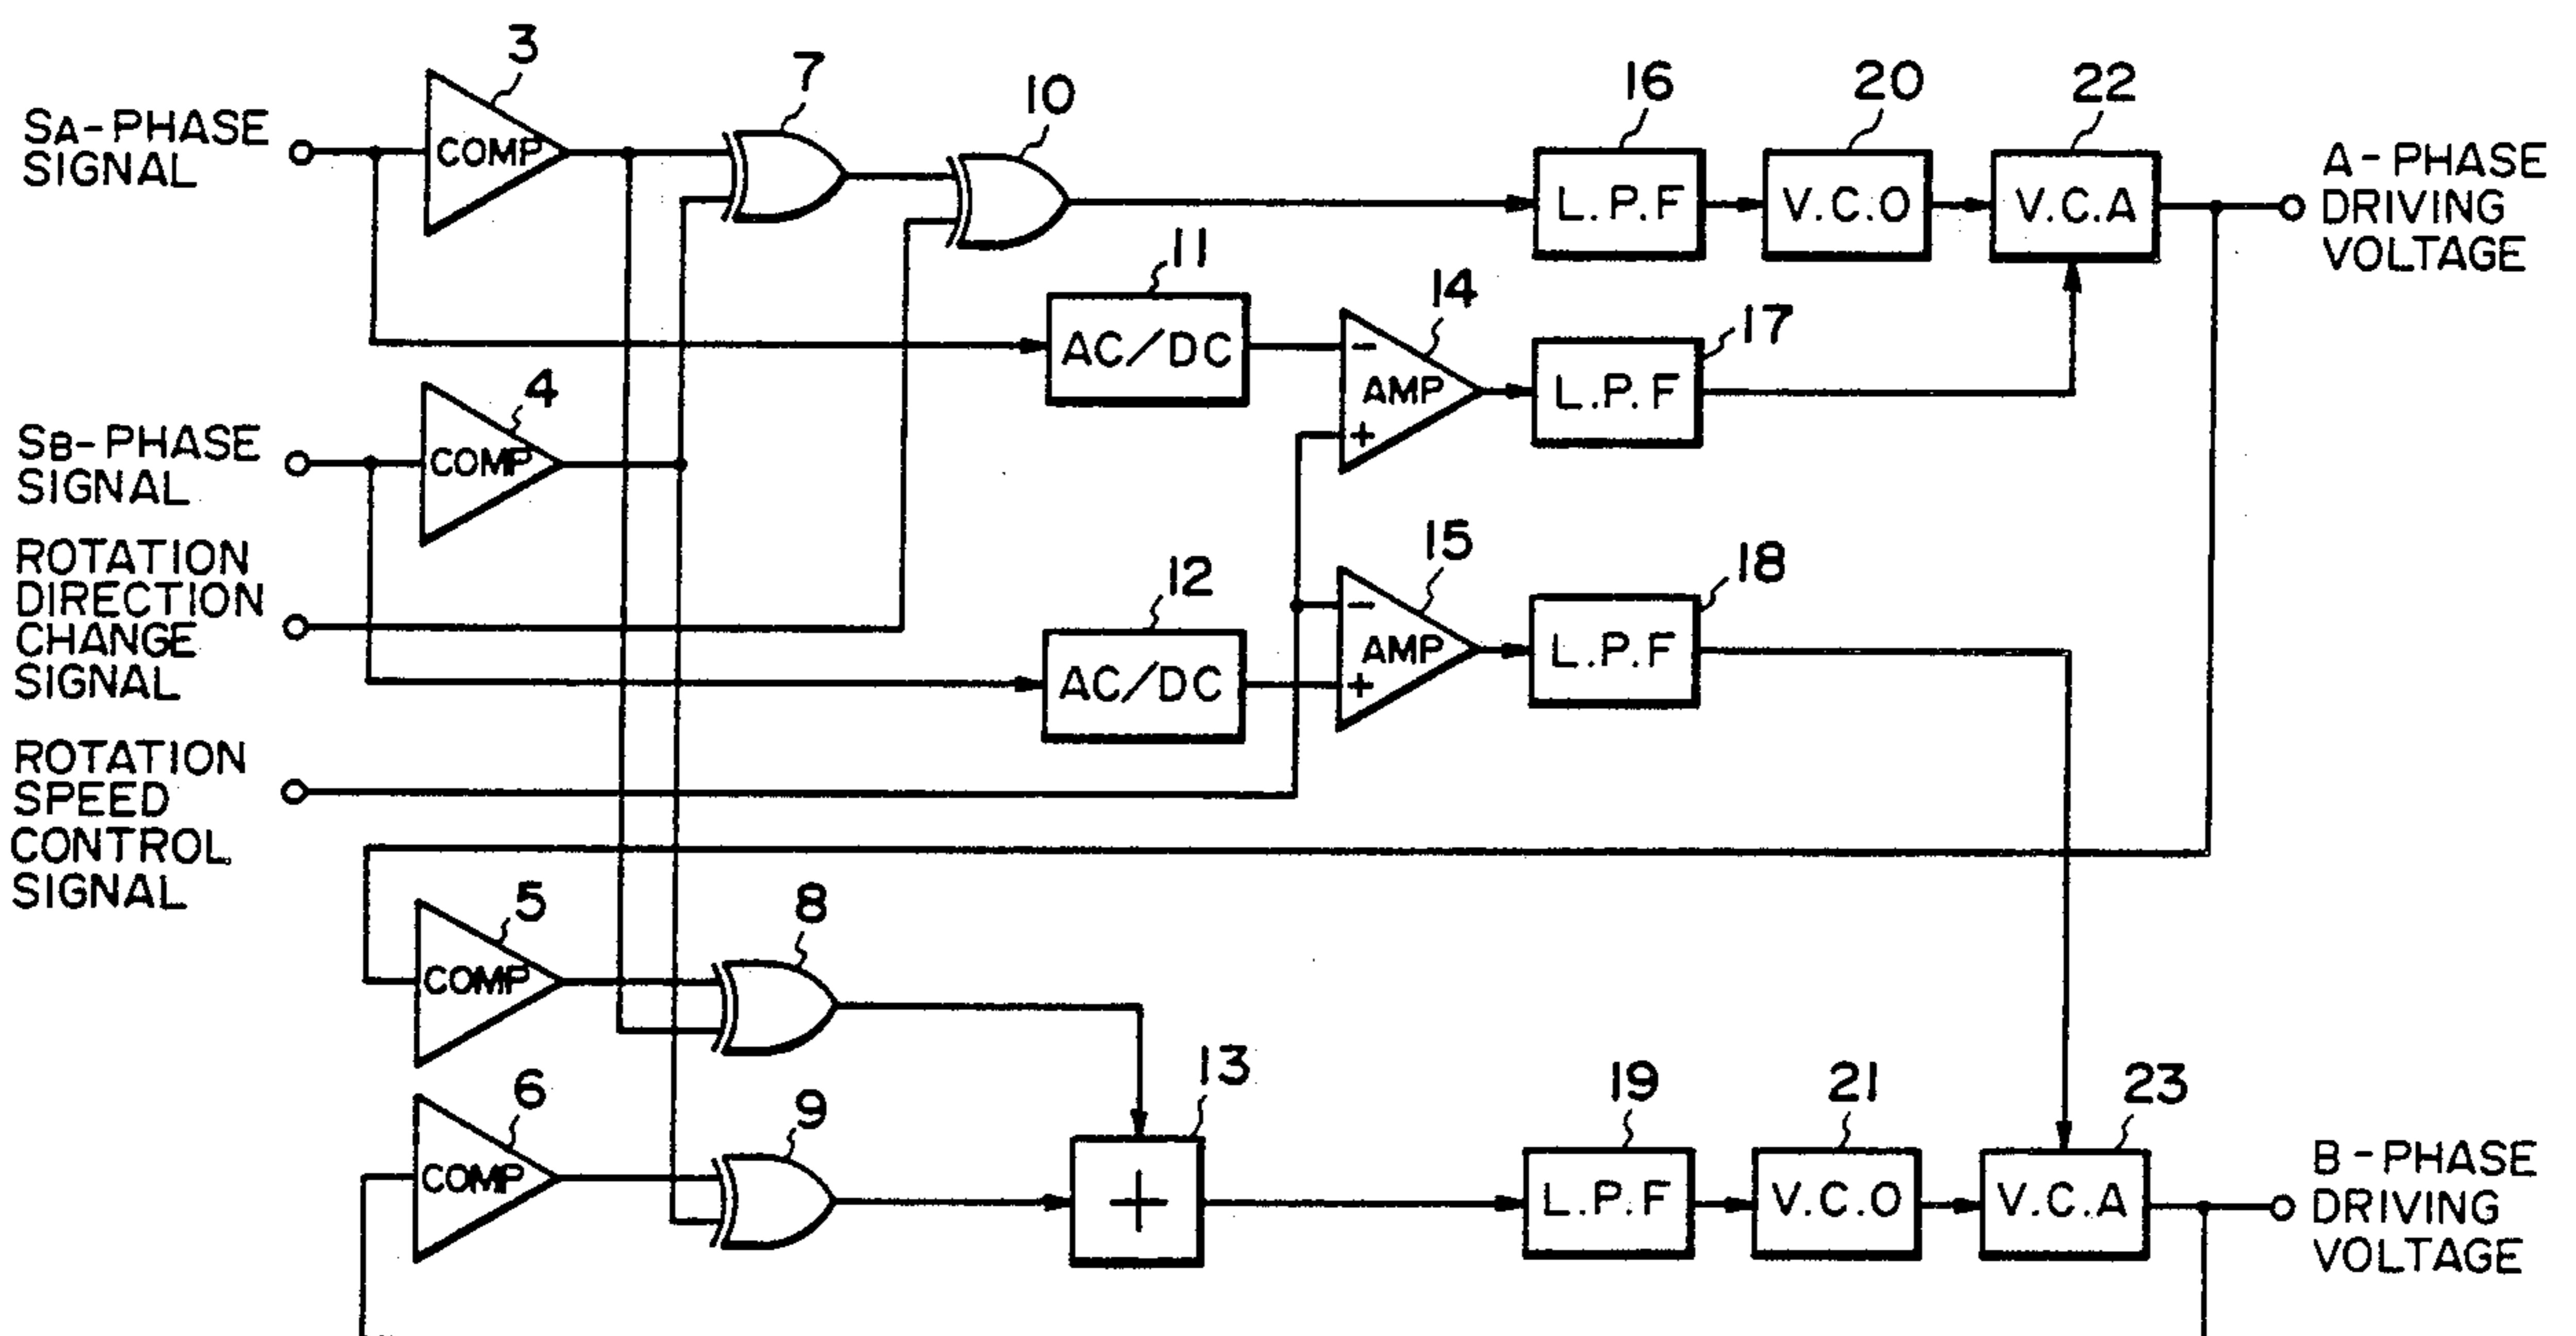 3
7
10
16
20
22
SA-PHASE
SIGNAL
COMP
L.P.F
V.C.O
V.C.A
A-PHASE
DRIVING
VOLTAGE
11
AC/DC
14
-
AMP
+
17
L.P.F
SB-PHASE
SIGNAL
4
COMP
ROTATION
DIRECTION
CHANGE
SIGNAL
12
AC/DC
15
-
AMP
+
18
L.P.F
ROTATION
SPEED
CONTROL
SIGNAL
5
COMP
8
6
COMP
9
13
+
19
L.P.F
21
V.C.O
23
V.C.A
B-PHASE
DRIVING
VOLTAGE